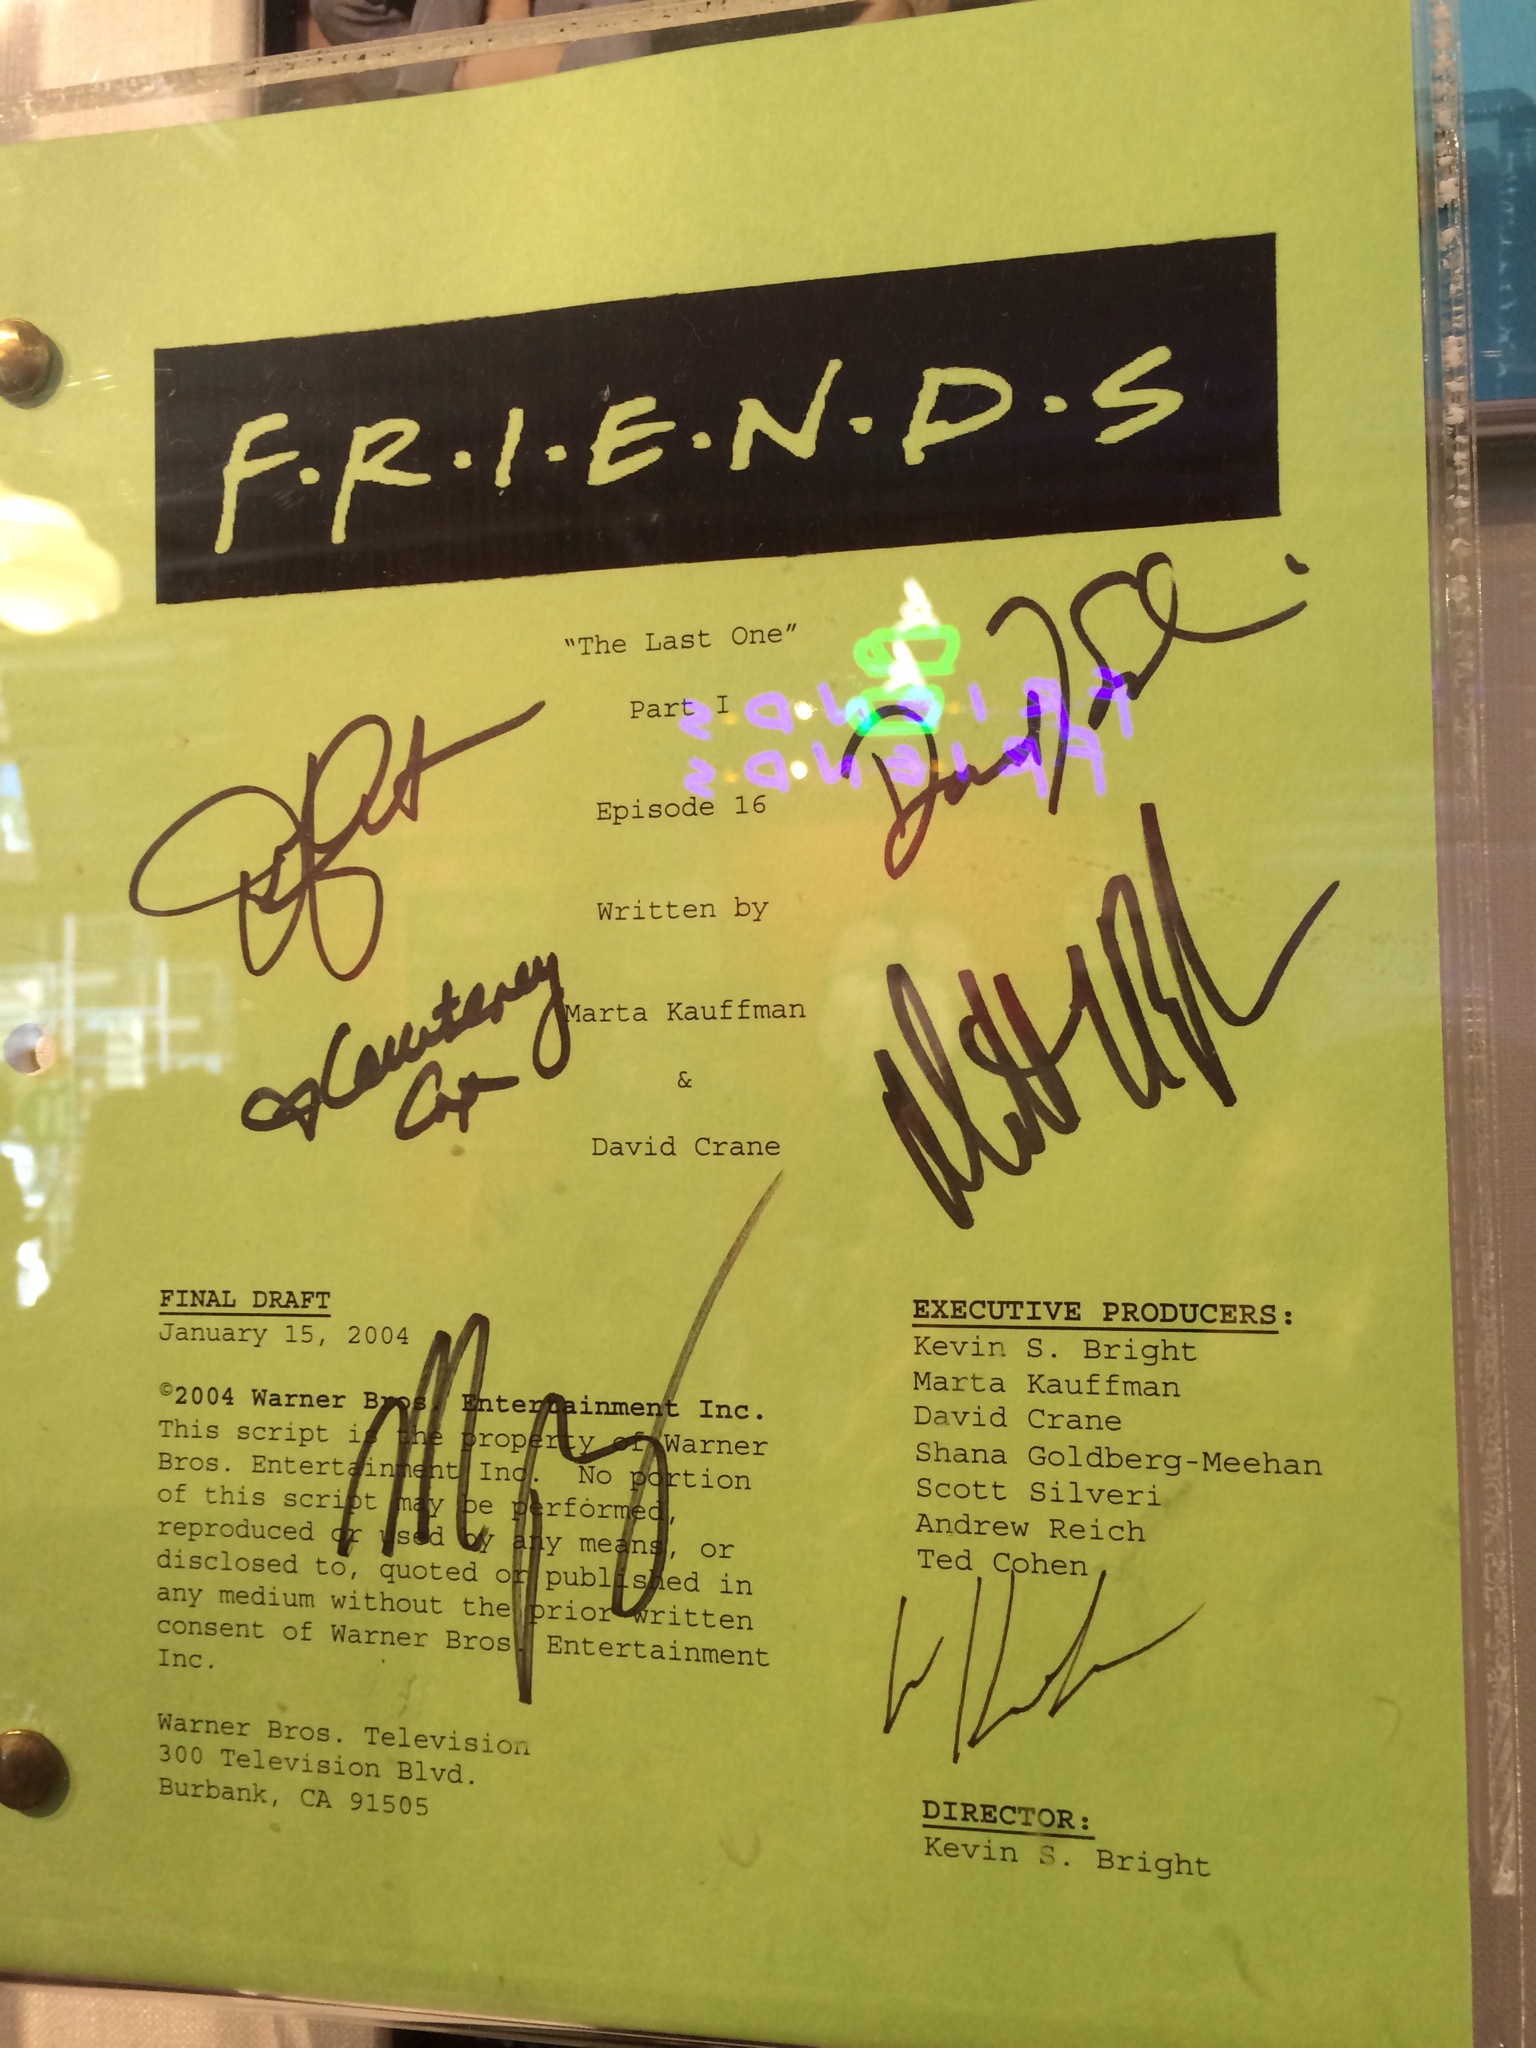 F·R·I·E·N·D·S
"The Last One"
Part I
Episode 16
Written by
Marta Kauffman
&
David Crane
Courteney
Cox
FINAL DRAFT
January 15, 2004
©2004 Warner Bros. Entertainment Inc.
This script is the property of Warner
Bros. Entertainment Inc. No portion
of this script may be performed,
reproduced or used by any means, or
disclosed to, quoted or published in
any medium without the prior written
consent of Warner Bros. Entertainment
Inc.
Warner Bros. Television
300 Television Blvd.
Burbank, CA 91505
EXECUTIVE PRODUCERS:
Kevin S. Bright
Marta Kauffman
David Crane
Shana Goldberg-Meehan
Scott Silveri
Andrew Reich
Ted Cohen
DIRECTOR:
Kevin S. Bright
FRIENDS
FRIENDS